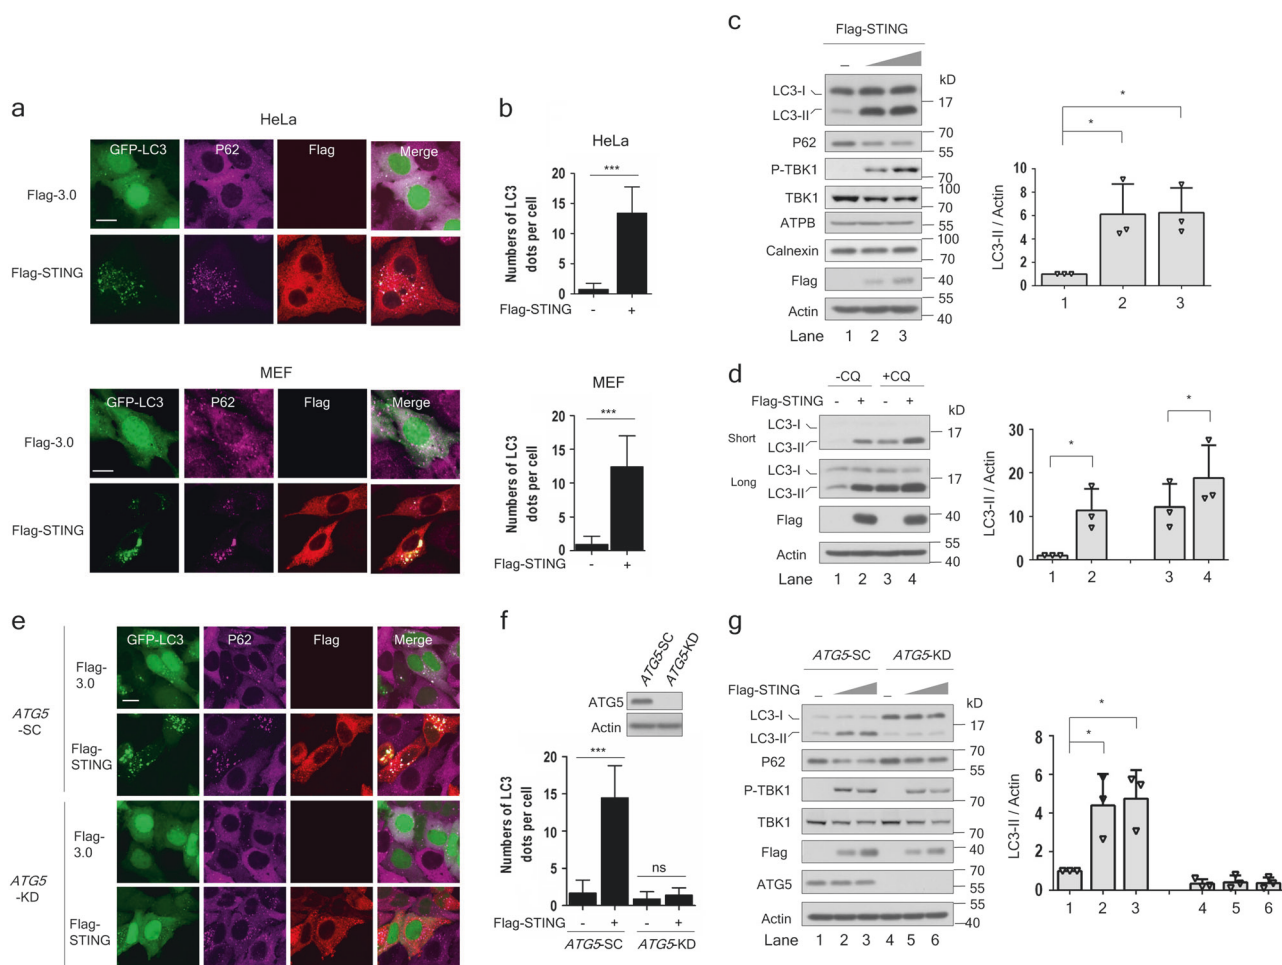 a
HeLa
GFP-LC3 P62 Flag Merge
Flag-3.0
Flag-STING
MEF
GFP-LC3 P62 Flag Merge
Flag-3.0
Flag-STING
b
HeLa
***
Numbers of LC3
dots per cell
20
15
10
5
0
Flag-STING - +
MEF
***
Numbers of LC3
dots per cell
20
15
10
5
0
Flag-STING - +
c
Flag-STING
–
kD
LC3-I
17
LC3-II
70
P62
55
P-TBK1
70
100
TBK1
70
ATPB
55
100
Calnexin
70
Flag
40
55
Actin
40
Lane 1 2 3
*
*
LC3-II / Actin
10
8
6
4
2
0
1 2 3
d
-CQ +CQ
Flag-STING - + - +
kD
Short
LC3-I
17
LC3-II
Long
LC3-I
17
LC3-II
Flag
40
55
Actin
40
Lane 1 2 3 4
*
*
LC3-II / Actin
30
20
10
0
1 2 3 4
e
GFP-LC3 P62 Flag Merge
ATG5
-SC
Flag-
3.0
Flag-
STING
ATG5
-KD
Flag-
3.0
Flag-
STING
f
ATG5-SC
ATG5-KD
ATG5
Actin
***
ns
Numbers of LC3
dots per cell
20
15
10
5
0
Flag-STING - + - +
ATG5-SC ATG5-KD
g
ATG5-SC ATG5-KD
Flag-STING – –
kD
LC3-I
17
LC3-II
70
P62
55
P-TBK1
70
TBK1
70
Flag
40
70
ATG5
55
55
Actin
40
Lane 1 2 3 4 5 6
*
*
LC3-II / Actin
8
6
4
2
0
1 2 3 4 5 6